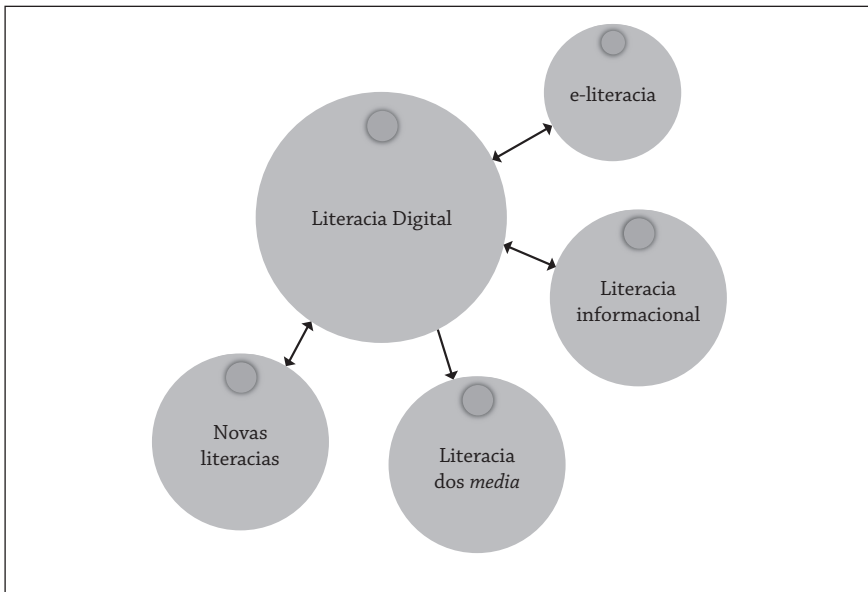 e-literacia
Literacia Digital
Literacia
informacional
Novas
literacias
Literacia
dos media